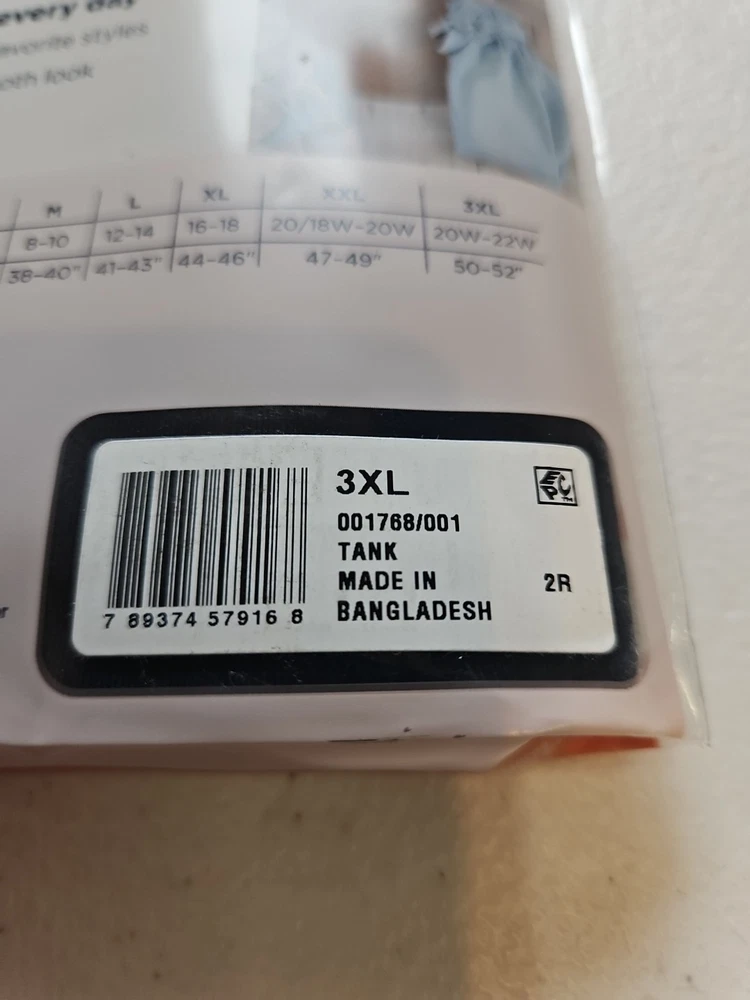 every day
favorite styles
oth look
M L XL XXL 3XL
8-10 12-14 16-18 20/18W-20W 20W-22W
38-40" 41-43" 44-46" 47-49" 50-52"
3XL
EPC™
001768/001
TANK
MADE IN
2R
BANGLADESH
7 89374 57916 8